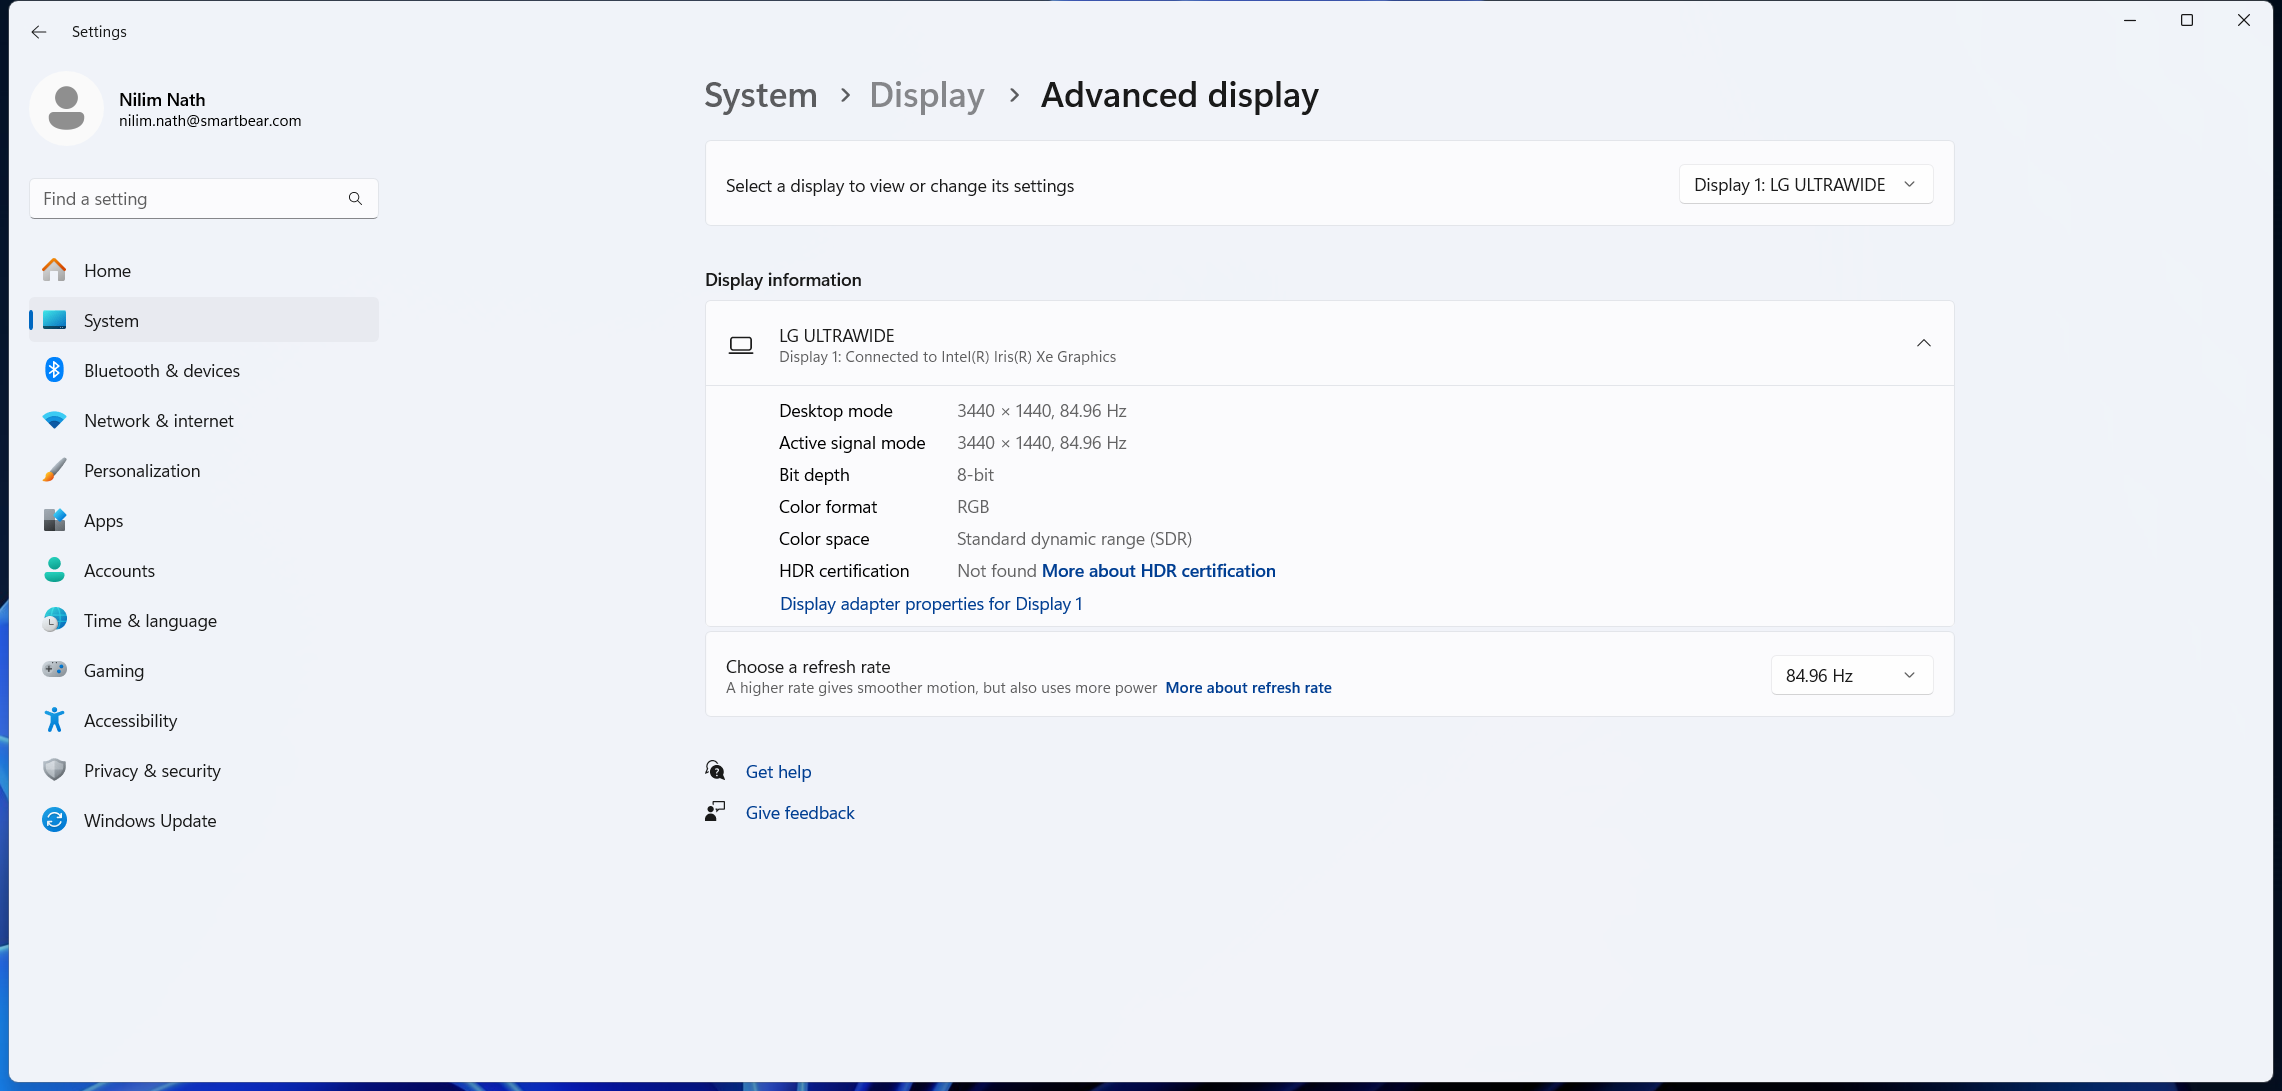 Settings
Nilim Nath
nilim.nath@smartbear.com
Find a setting
Home
System
Bluetooth & devices
Network & internet
Personalization
Apps
Accounts
Time & language
Gaming
Accessibility
Privacy & security
Windows Update
System › Display › Advanced display
Select a display to view or change its settings
Display 1: LG ULTRAWIDE
Display information
LG ULTRAWIDE
Display 1: Connected to Intel(R) Iris(R) Xe Graphics
Desktop mode 3440 × 1440, 84.96 Hz
Active signal mode 3440 × 1440, 84.96 Hz
Bit depth 8-bit
Color format RGB
Color space Standard dynamic range (SDR)
HDR certification Not found More about HDR certification
Display adapter properties for Display 1
Choose a refresh rate
A higher rate gives smoother motion, but also uses more power More about refresh rate
84.96 Hz
Get help
Give feedback